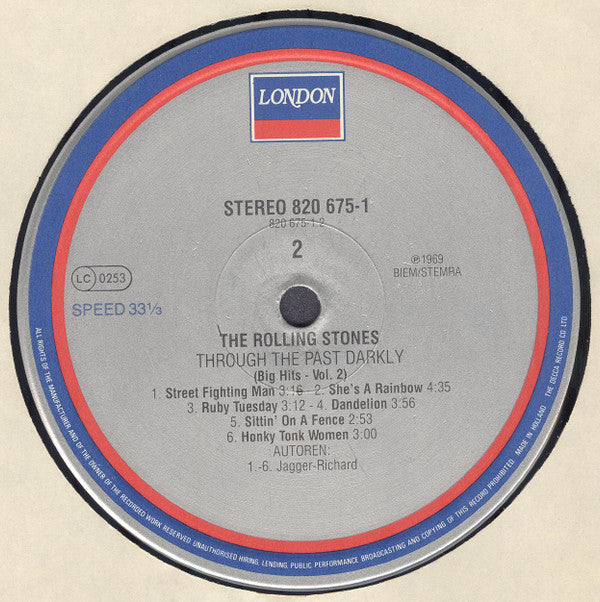 LONDON
STEREO 820 675-1
820 675-1.2
2
℗1969
BIEM/STEMRA
LC 0253
SPEED 33⅓
THE ROLLING STONES
THROUGH THE PAST DARKLY
(Big Hits - Vol. 2)
1. Street Fighting Man 3:16 - 2. She's A Rainbow 4:35
3. Ruby Tuesday 3:12 - 4. Dandelion 3:56
5. Sittin' On A Fence 2:53
6. Honky Tonk Women 3:00
AUTOREN:
1.-6. Jagger-Richard
ALL RIGHTS OF THE MANUFACTURER AND OF THE OWNER OF THE RECORDED WORK RESERVED. UNAUTHORISED HIRING, LENDING, PUBLIC PERFORMANCE BROADCASTING AND COPYING OF THIS RECORD PROHIBITED. MADE IN HOLLAND THE DECCA RECORD CO LTD